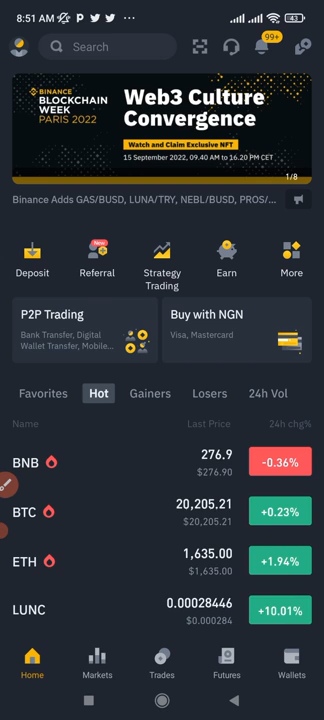 8:51 AM
43
Search
99+
BINANCE
BLOCKCHAIN
WEEK
PARIS 2022
Web3 Culture
Convergence
Watch and Claim Exclusive NFT
15 September 2022, 09.40 AM to 16.20 PM CET
1/8
Binance Adds GAS/BUSD, LUNA/TRY, NEBL/BUSD, PROS/...
New
Deposit
Referral
Strategy
Trading
Earn
More
P2P Trading
Bank Transfer, Digital
Wallet Transfer, Mobile...
Buy with NGN
Visa, Mastercard
Favorites Hot Gainers Losers 24h Vol
Name Last Price 24h chg%
BNB 276.9 -0.36%
$276.90
BTC 20,205.21 +0.23%
$20,205.21
ETH 1,635.00 +1.94%
$1,635.00
LUNC 0.00028446 +10.01%
$0.000284
Home Markets Trades Futures Wallets